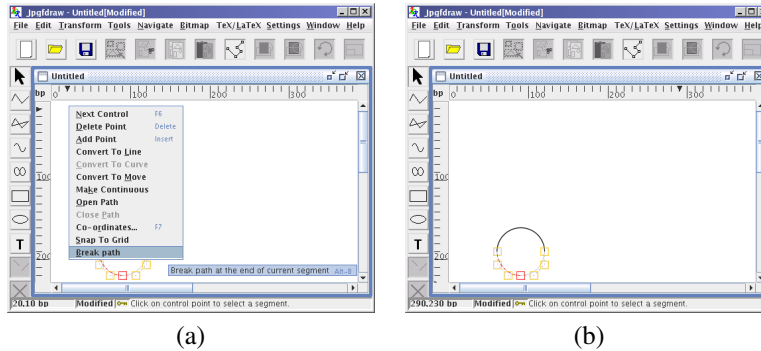 Jpgfdraw - Untitled[Modified]
File Edit Transform Tools Navigate Bitmap TeX/LaTeX Settings Window Help
Untitled
bp 0 100 200 300
Next Control F6
Delete Point Delete
Add Point Insert
Convert To Line
Convert To Curve
100
Convert To Move
Make Continuous
Open Path
Close Path
Co-ordinates... F7
Snap To Grid
T
Break path
200
Break path at the end of current segment Alt-B
20,10 bp Modified Click on control point to select a segment.
(a)
Jpgfdraw - Untitled[Modified]
File Edit Transform Tools Navigate Bitmap TeX/LaTeX Settings Window Help
Untitled
bp 0 100 200 300
100
T
200
290,230 bp Modified Click on control point to select a segment.
(b)